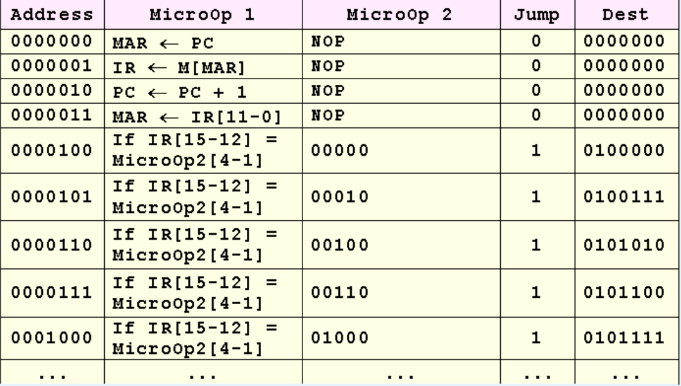 Address MicroOp 1 MicroOp 2 Jump Dest
0000000 MAR ← PC NOP 0 0000000
0000001 IR ← M[MAR] NOP 0 0000000
0000010 PC ← PC + 1 NOP 0 0000000
0000011 MAR ← IR[11-0] NOP 0 0000000
0000100 If IR[15-12] = 00000 1 0100000
MicroOp2[4-1]
0000101 If IR[15-12] = 00010 1 0100111
MicroOp2[4-1]
0000110 If IR[15-12] = 00100 1 0101010
MicroOp2[4-1]
0000111 If IR[15-12] = 00110 1 0101100
MicroOp2[4-1]
0001000 If IR[15-12] = 01000 1 0101111
MicroOp2[4-1]
... ... ... ... ...